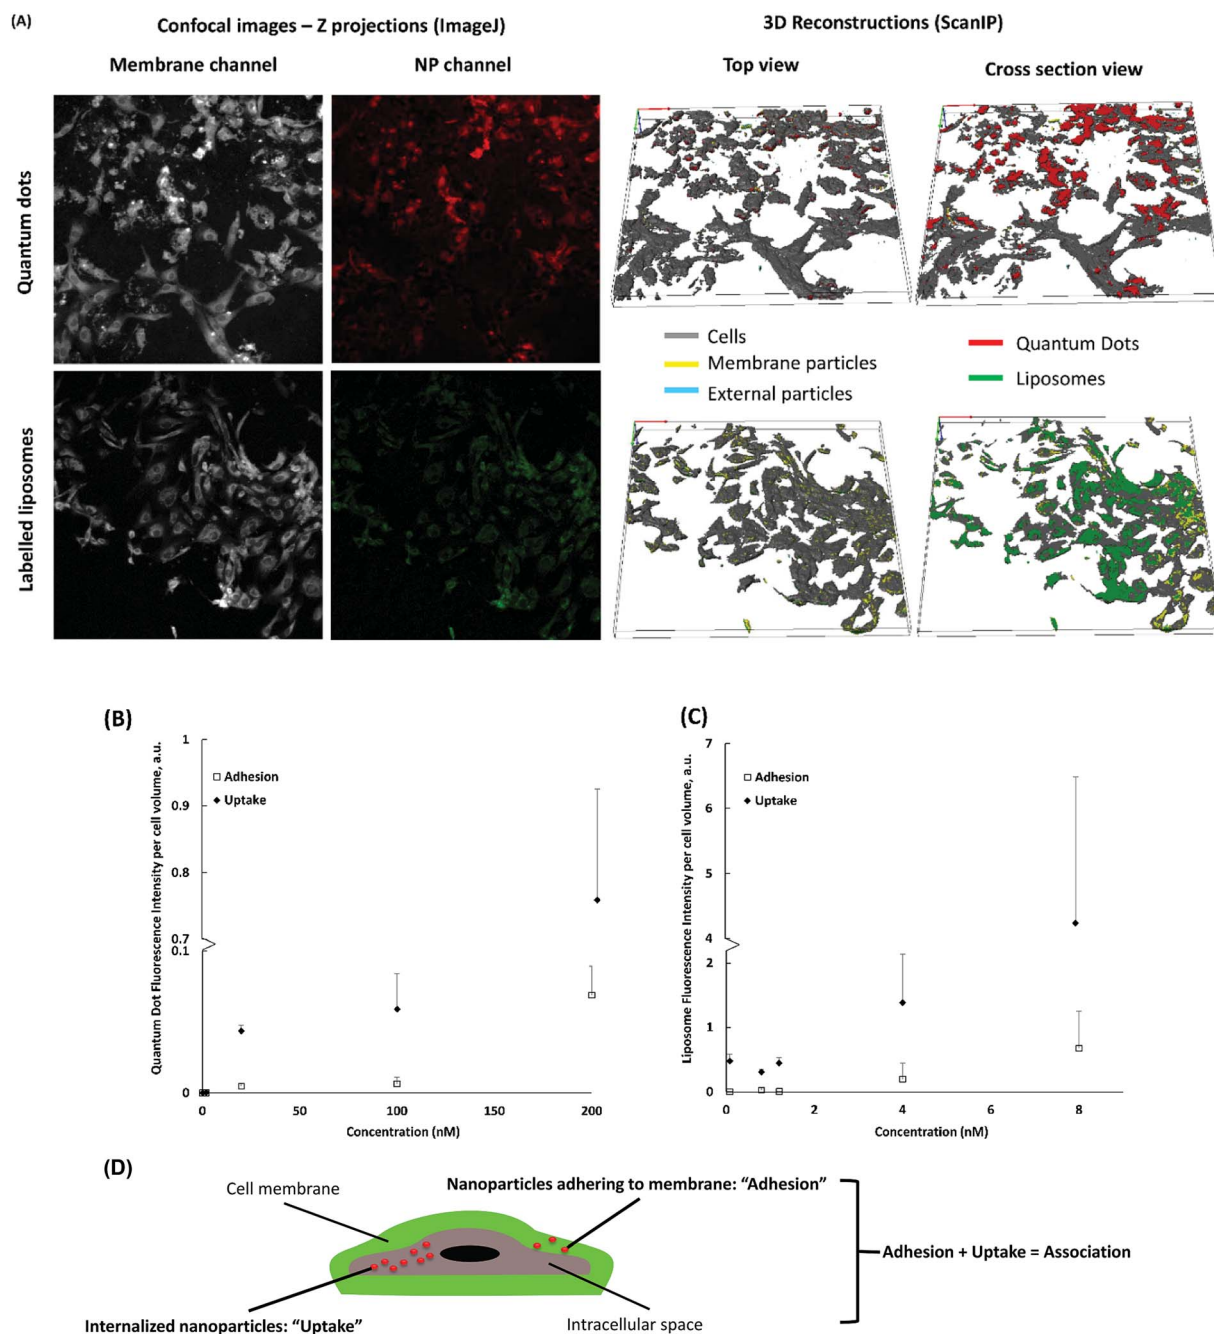 (A)
Confocal images – Z projections (ImageJ)
3D Reconstructions (ScanIP)
Membrane channel
NP channel
Top view
Cross section view
Quantum dots
Cells
Membrane particles
External particles
Quantum Dots
Liposomes
Labelled liposomes
(B)
Quantum Dot Fluorescence Intensity per cell volume, a.u.
1
0.9
0.8
0.7
0.1
0
Adhesion
Uptake
0
50
100
150
200
Concentration (nM)
(C)
Liposome Fluorescence Intensity per cell volume, a.u.
7
6
5
4
2
1
0
Adhesion
Uptake
2
4
6
8
Concentration (nM)
(D)
Cell membrane
Nanoparticles adhering to membrane: “Adhesion”
Adhesion + Uptake = Association
Internalized nanoparticles: “Uptake”
Intracellular space